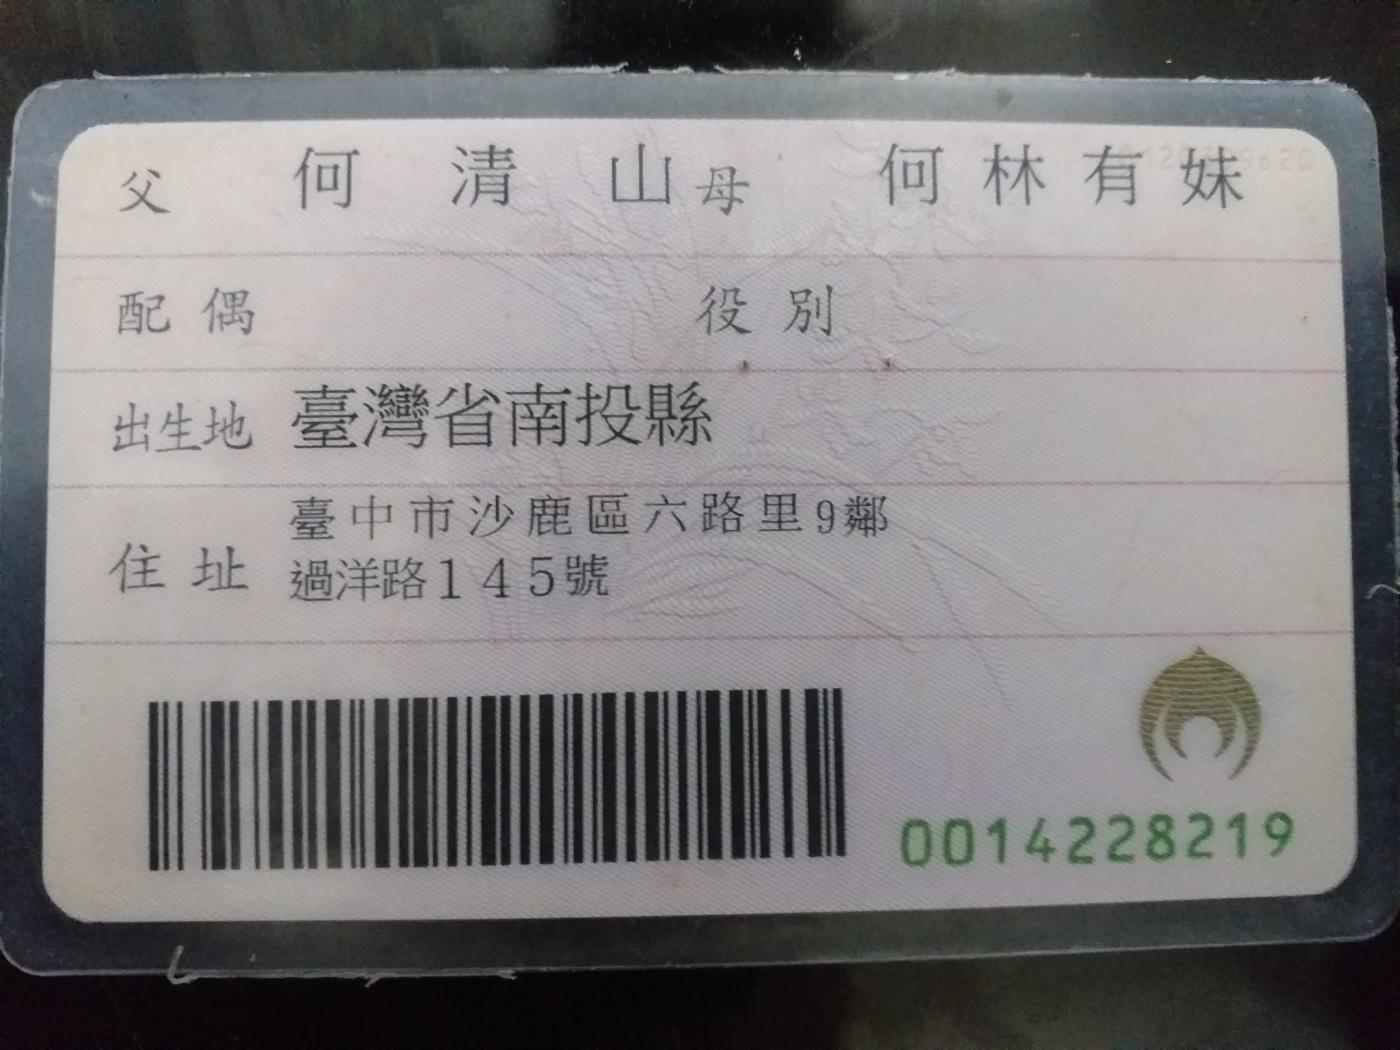 父 何清山 母 何林有妹
配偶 役別
出生地 臺灣省南投縣
住址 臺中市沙鹿區六路里9鄰
過洋路145號
0014228219